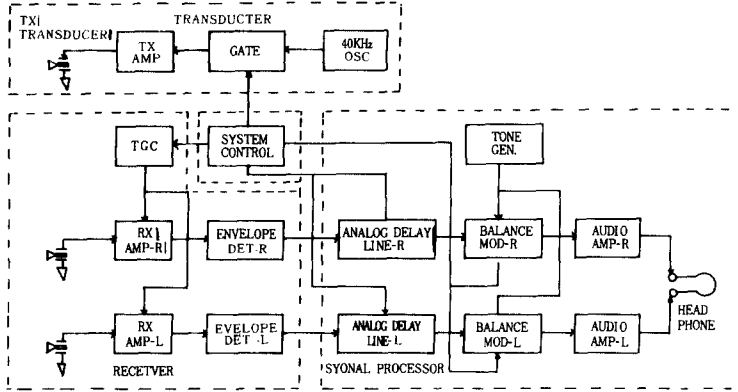 TX
TRANSDUCER
TRANSDUCTER
TX
AMP
GATE
40KHz
OSC
TGC
SYSTEM
CONTROL
TONE
GEN.
RX
AMP-R
ENVELOPE
DET-R
ANALOG DELAY
LINE-R
BALANCE
MOD-R
AUDIO
AMP-R
HEAD
PHONE
RX
AMP-L
EVELOPE
DET-L
ANALOG DELAY
LINE-L
BALANCE
MOD-L
AUDIO
AMP-L
RECETVER
SYONAL PROCESSOR